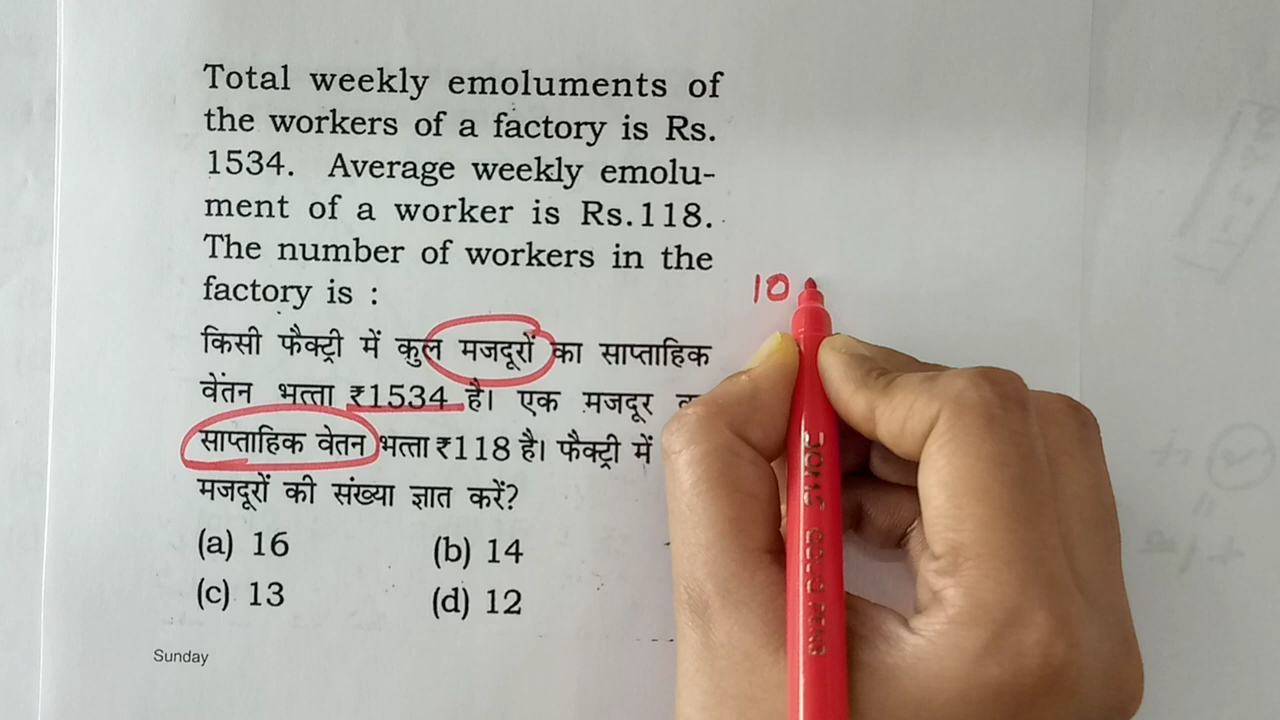 Total weekly emoluments of
the workers of a factory is Rs.
1534. Average weekly emolu-
ment of a worker is Rs.118.
The number of workers in the
factory is :
10
किसी फैक्ट्री में कुल मजदूरों का साप्ताहिक
वेतन भत्ता ₹1534 है। एक मजदूर
साप्ताहिक वेतन भत्ता ₹118 है। फैक्ट्री में
मजदूरों की संख्या ज्ञात करें?
(a) 16 (b) 14
(c) 13 (d) 12
Sunday